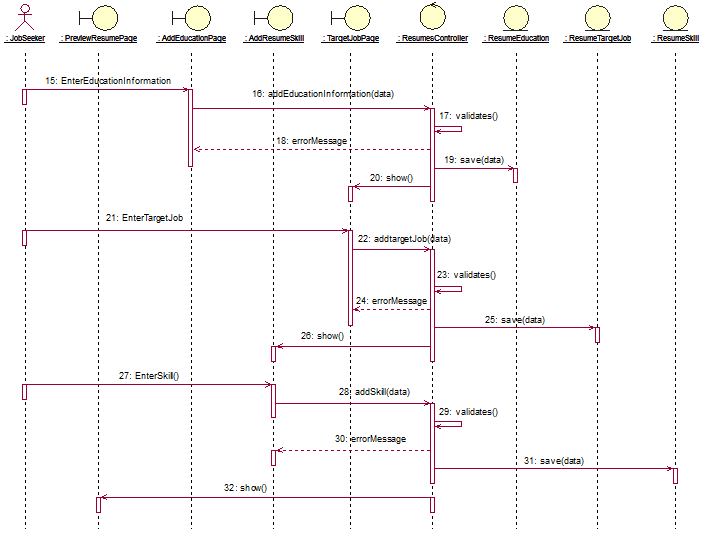 : JobSeeker : PreviewResumePage : AddEducationPage : AddResumeSkill : TargetJobPage : ResumesController : ResumeEducation : ResumeTargetJob : ResumeSkill
15: EnterEducationInformation
16: addEducationInformation(data)
17: validates()
18: errorMessage
19: save(data)
20: show()
21: EnterTargetJob
22: addtargetJob(data)
23: validates()
24: errorMessage
25: save(data)
26: show()
27: EnterSkill()
28: addSkill(data)
29: validates()
30: errorMessage
31: save(data)
32: show()